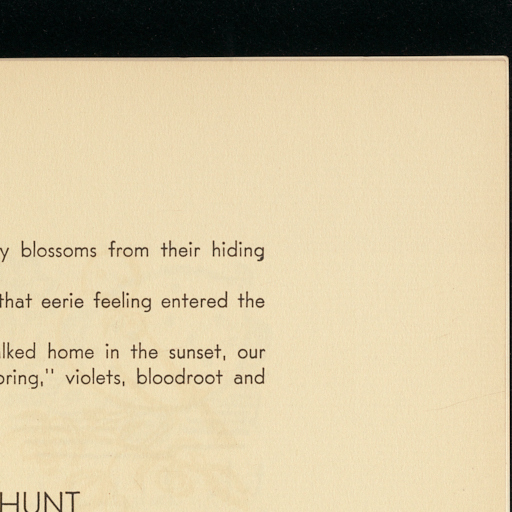 y blossoms from their hiding
that eerie feeling entered the
lked home in the sunset, our
oring," violets, bloodroot and
HUNT